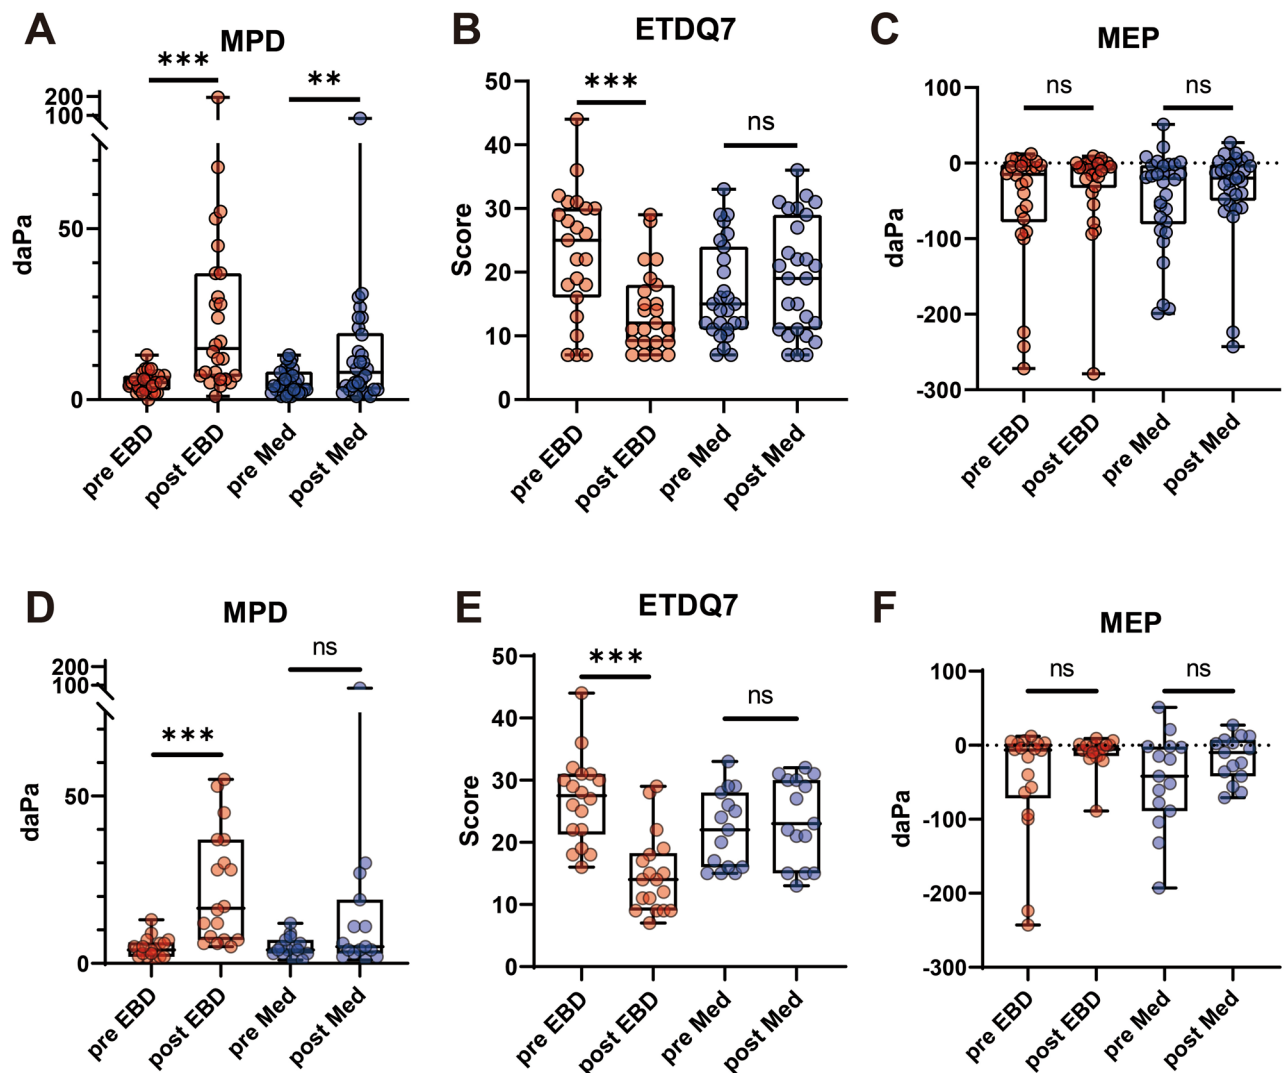 A
MPD
***
**
200
100
50
0
daPa
pre EBD
post EBD
pre Med
post Med
B
ETDQ7
***
ns
50
40
30
20
10
0
Score
pre EBD
post EBD
pre Med
post Med
C
MEP
ns
ns
100
0
-100
-200
-300
daPa
pre EBD
post EBD
pre Med
post Med
D
MPD
***
ns
200
100
50
0
daPa
pre EBD
post EBD
pre Med
post Med
E
ETDQ7
***
ns
50
40
30
20
10
0
Score
pre EBD
post EBD
pre Med
post Med
F
MEP
ns
ns
100
0
-100
-200
-300
daPa
pre EBD
post EBD
pre Med
post Med